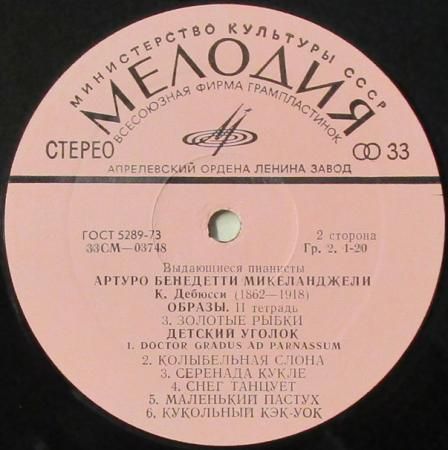 МИНИСТЕРСТВО КУЛЬТУРЫ СССР
МЕЛОДИЯ
ВСЕСОЮЗНАЯ ФИРМА ГРАМПЛАСТИНОК
СТЕРЕО
33
АПРЕЛЕВСКИЙ ОРДЕНА ЛЕНИНА ЗАВОД
ГОСТ 5289-73
33СМ—03748
2 сторона
Гр. 2. 1-20
Выдающиеся пианисты
АРТУРО БЕНЕДЕТТИ МИКЕЛАНДЖЕЛИ
К. Дебюсси (1862—1918)
ОБРАЗЫ. II тетрадь
3. ЗОЛОТЫЕ РЫБКИ
ДЕТСКИЙ УГОЛОК
1. DOCTOR GRADUS AD PARNASSUM
2. КОЛЫБЕЛЬНАЯ СЛОНА
3. СЕРЕНАДА КУКЛЕ
4. СНЕГ ТАНЦУЕТ
5. МАЛЕНЬКИЙ ПАСТУХ
6. КУКОЛЬНЫЙ КЭК-УОК